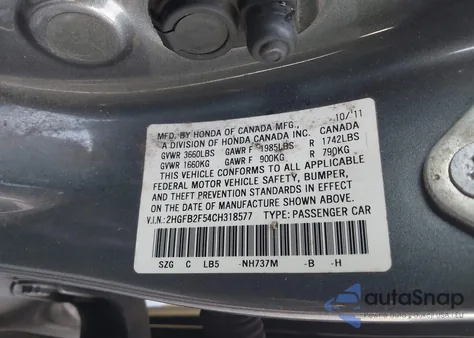 10/11
MFD. BY HONDA OF CANADA MFG., CANADA
A DIVISION OF HONDA CANADA INC.
GVWR 3660LBS GAWR F 1985LBS R 1742LBS
GVWR 1660KG GAWR F 900KG R 790KG
THIS VEHICLE CONFORMS TO ALL APPLICABLE
FEDERAL MOTOR VEHICLE SAFETY, BUMPER,
AND THEFT PREVENTION STANDARDS IN EFFECT
ON THE DATE OF MANUFACTURE SHOWN ABOVE.
V.I.N.: 2HGFB2F54CH318577 TYPE: PASSENGER CAR
SZG C LB5 -NH737M -B -H
autoSnap